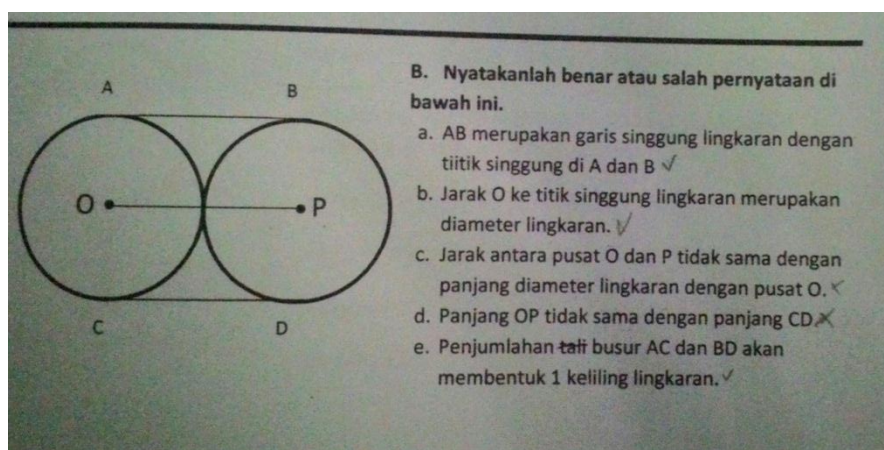 A
B
O
P
C
D
B. Nyatakanlah benar atau salah pernyataan di
bawah ini.
a. AB merupakan garis singgung lingkaran dengan
tiitik singgung di A dan B ✓
b. Jarak O ke titik singgung lingkaran merupakan
diameter lingkaran.
c. Jarak antara pusat O dan P tidak sama dengan
panjang diameter lingkaran dengan pusat O.
d. Panjang OP tidak sama dengan panjang CD.
e. Penjumlahan tali busur AC dan BD akan
membentuk 1 keliling lingkaran. ✓